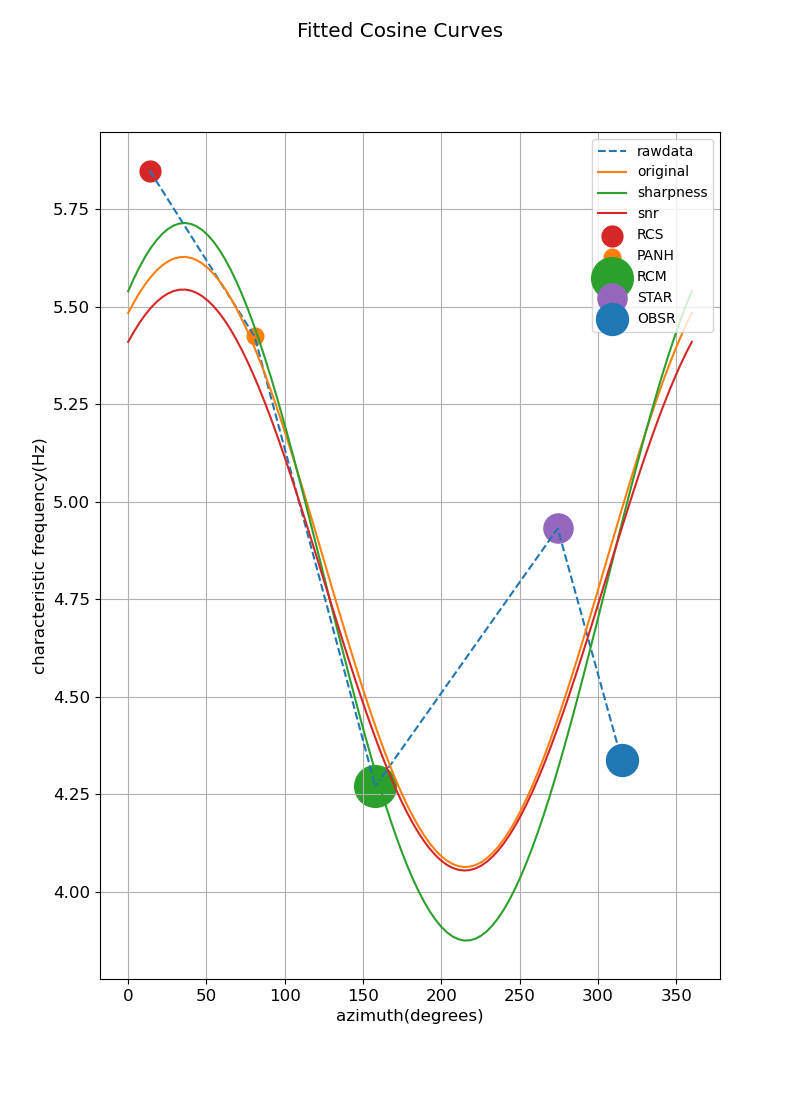 Fitted Cosine Curves
rawdata
original
sharpness
snr
RCS
PANH
RCM
STAR
OBSR
characteristic frequency(Hz)
5.75
5.50
5.25
5.00
4.75
4.50
4.25
4.00
0 50 100 150 200 250 300 350
azimuth(degrees)